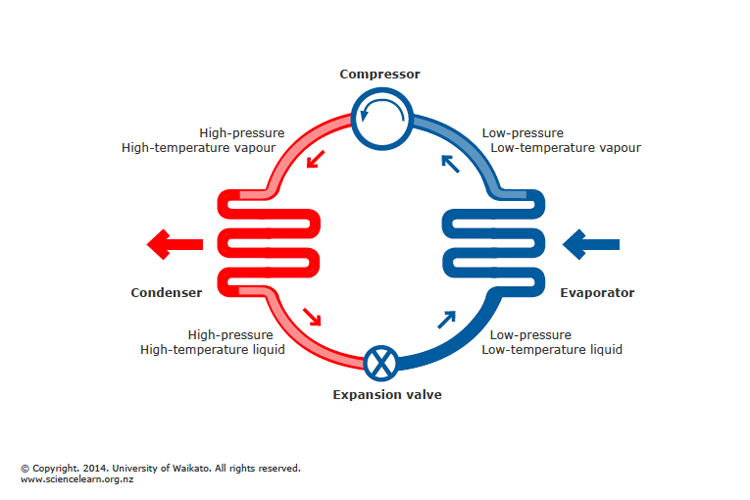 Compressor
High-pressure
High-temperature vapour
Low-pressure
Low-temperature vapour
Condenser
Evaporator
High-pressure
High-temperature liquid
Low-pressure
Low-temperature liquid
Expansion valve
© Copyright. 2014. University of Waikato. All rights reserved.
www.sciencelearn.org.nz